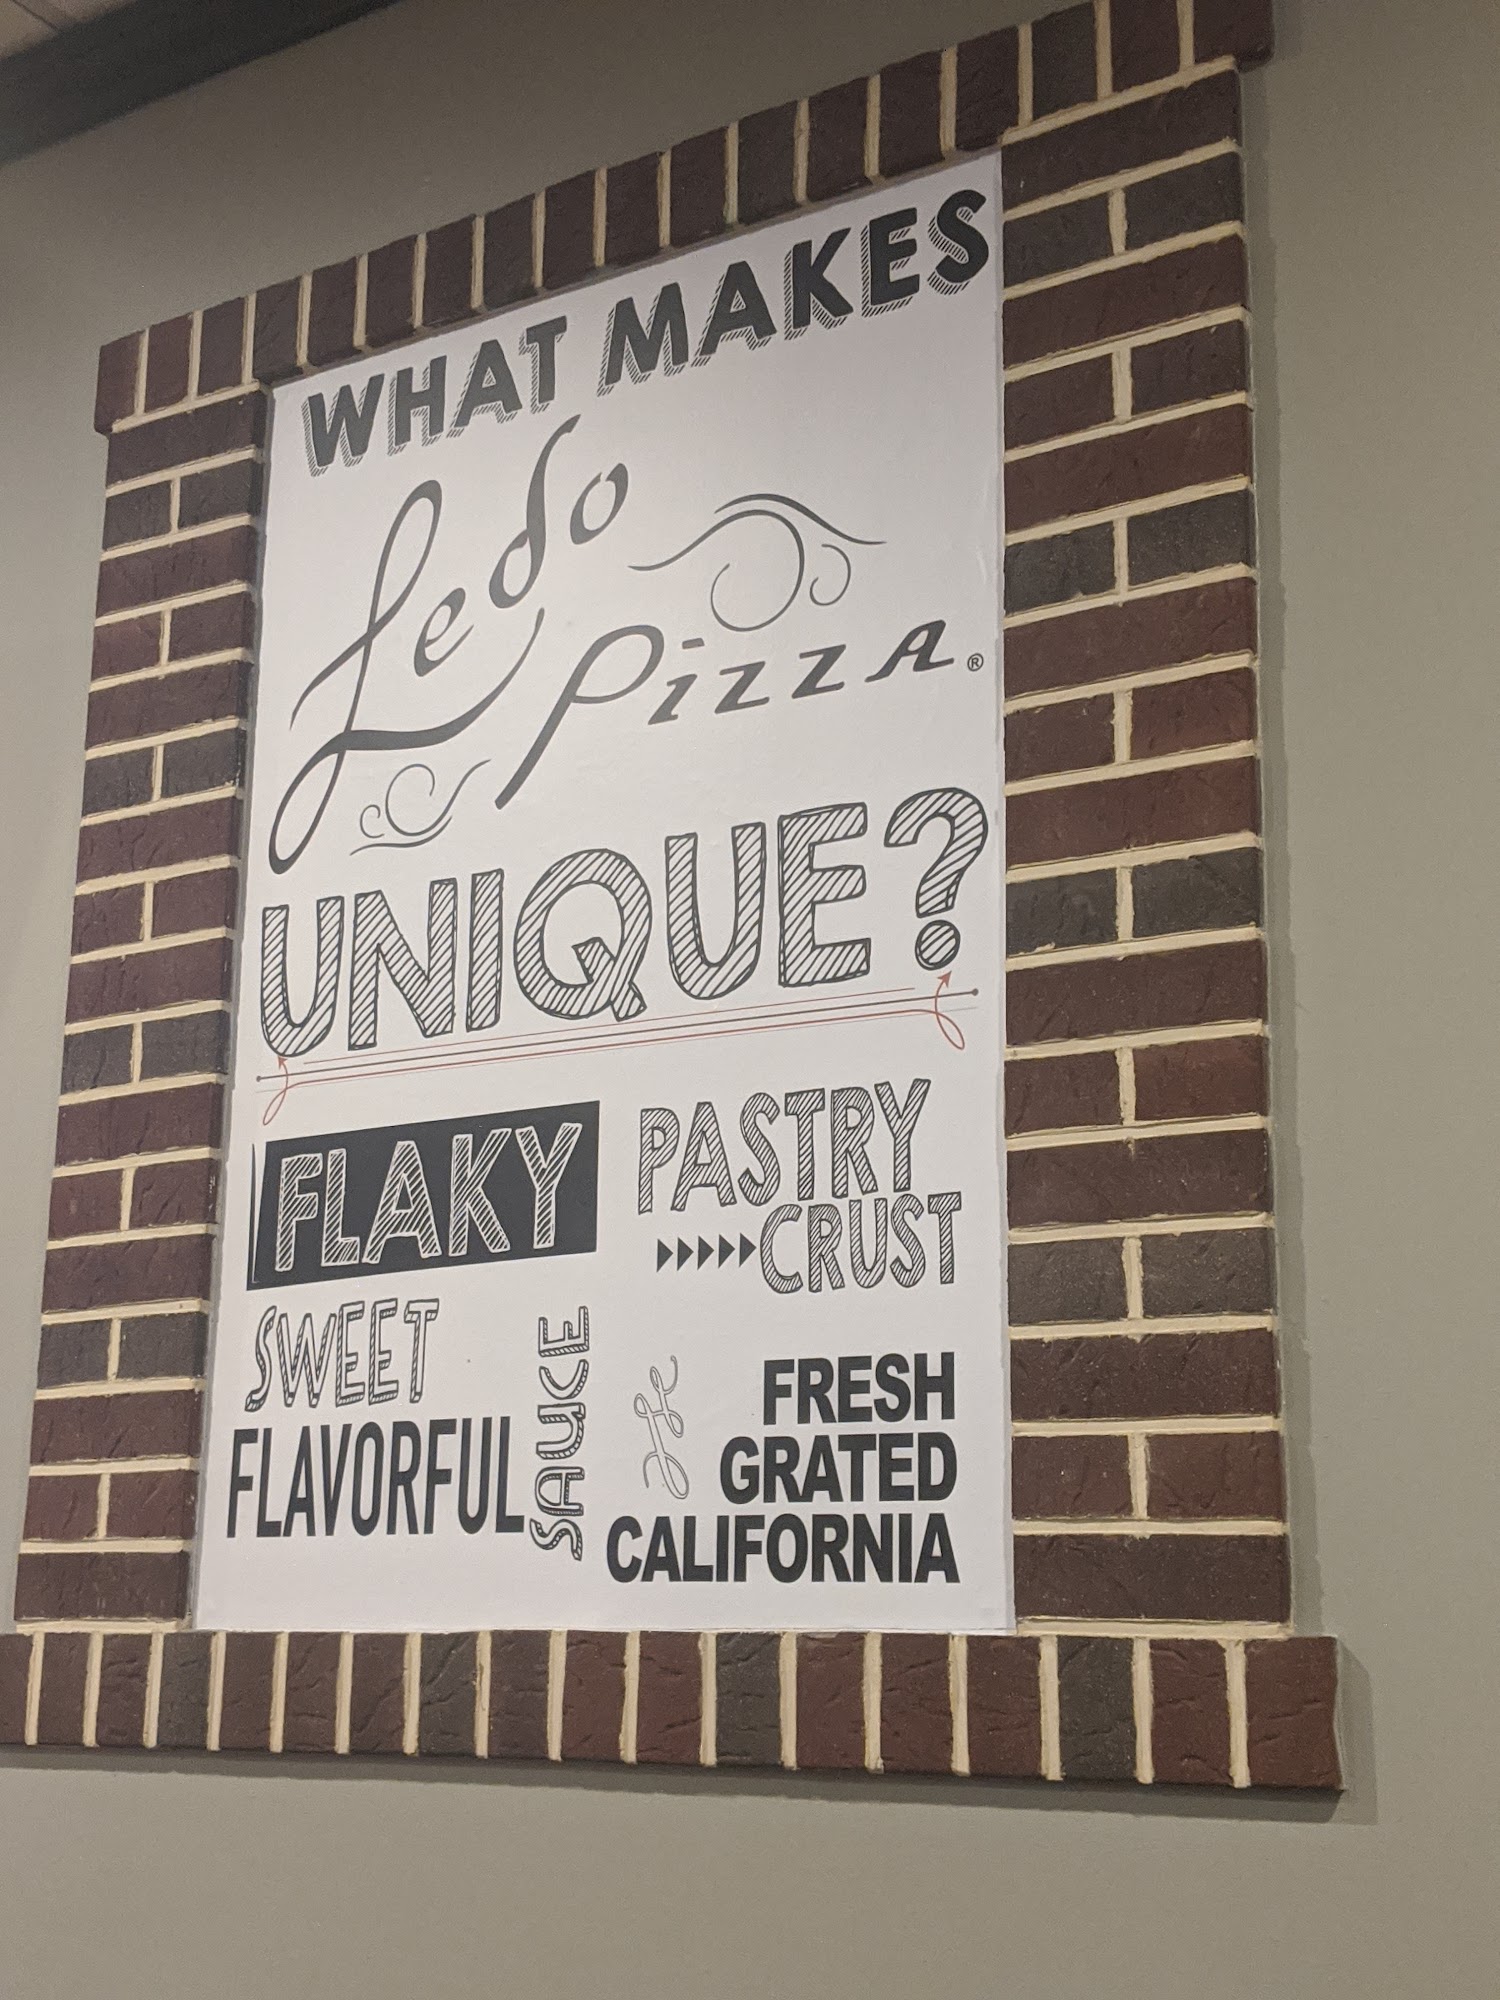 WHAT MAKES
Ledo
Pizza®
UNIQUE?
FLAKY
PASTRY
CRUST
SWEET
FLAVORFUL
SAUCE
FRESH
GRATED
CALIFORNIA